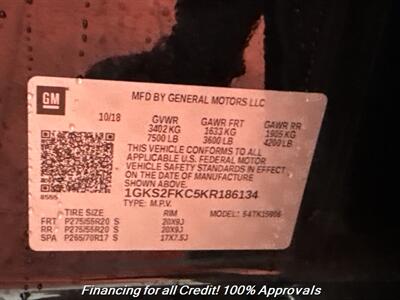 GM
MFD BY GENERAL MOTORS LLC
10/18 GVWR GAWR FRT GAWR RR
3402 KG 1633 KG 1905 KG
7500 LB 3600 LB 4200 LB
THIS VEHICLE CONFORMS TO ALL
APPLICABLE U.S. FEDERAL MOTOR
VEHICLE SAFETY STANDARDS IN EFFECT
ON THE DATE OF MANUFACTURE SHOWN ABOVE.
1GKS2FKC5KR186134
8555 TYPE: M.P.V.
TIRE SIZE RIM MODEL:
FRT P275/55R20 S 20X9J
RR P275/55R20 S 20X9J
SPA P265/70R17 S 17X7.5J
Financing for all Credit! 100% Approvals